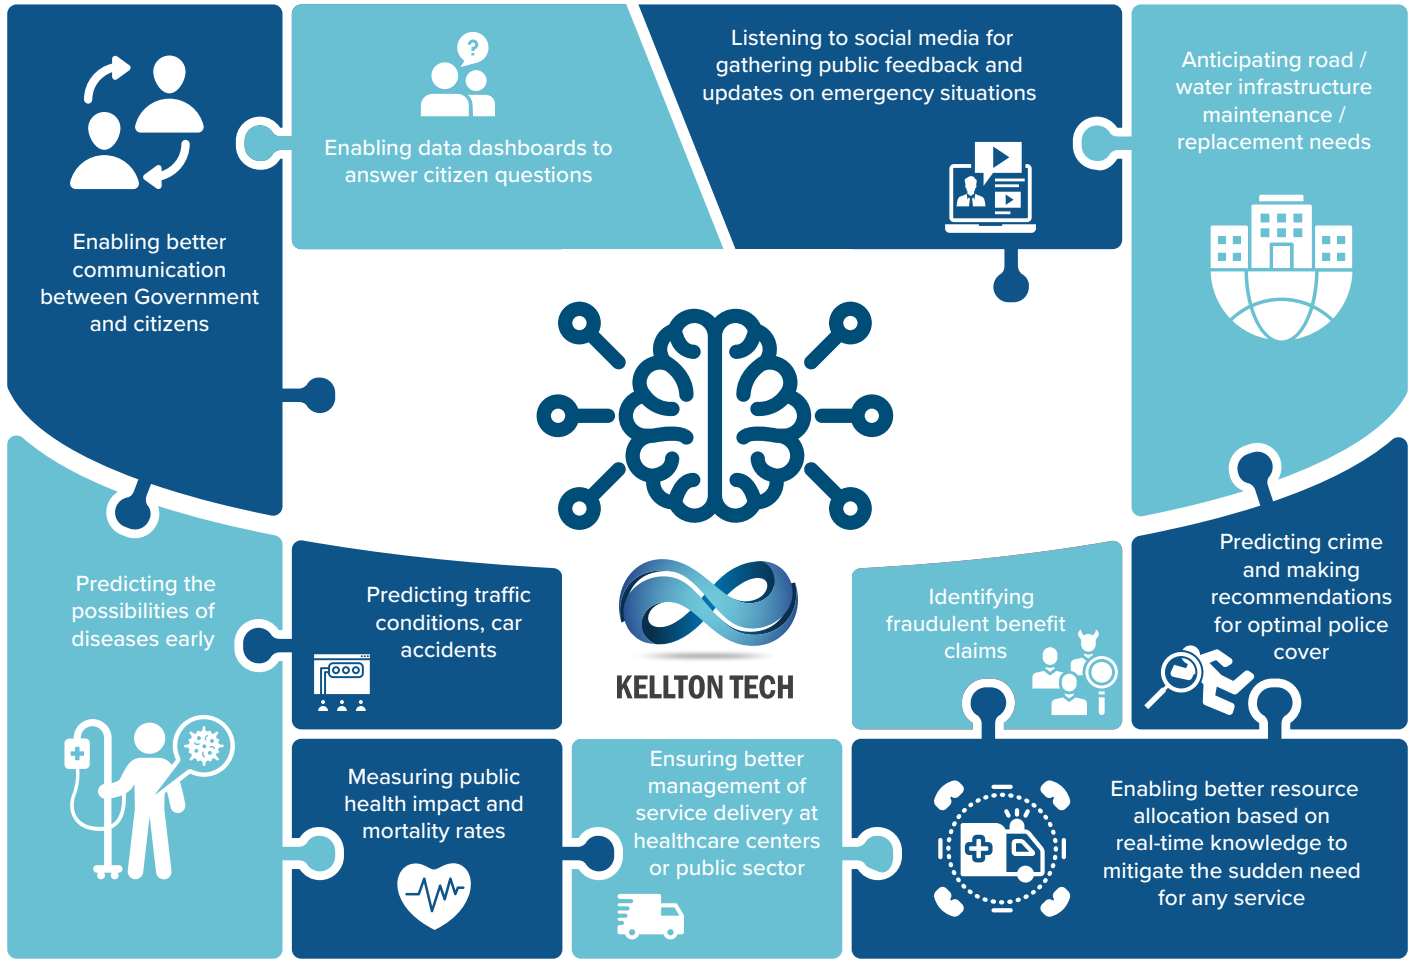 Enabling better
communication
between Government
and citizens
?
Enabling data dashboards to
answer citizen questions
Listening to social media for
gathering public feedback and
updates on emergency situations
Anticipating road /
water infrastructure
maintenance /
replacement needs
Predicting the
possibilities of
diseases early
Predicting traffic
conditions, car
accidents
KELLTON TECH
Identifying
fraudulent benefit
claims
Predicting crime
and making
recommendations
for optimal police
cover
Measuring public
health impact and
mortality rates
Ensuring better
management of
service delivery at
healthcare centers
or public sector
Enabling better resource
allocation based on
real-time knowledge to
mitigate the sudden need
for any service